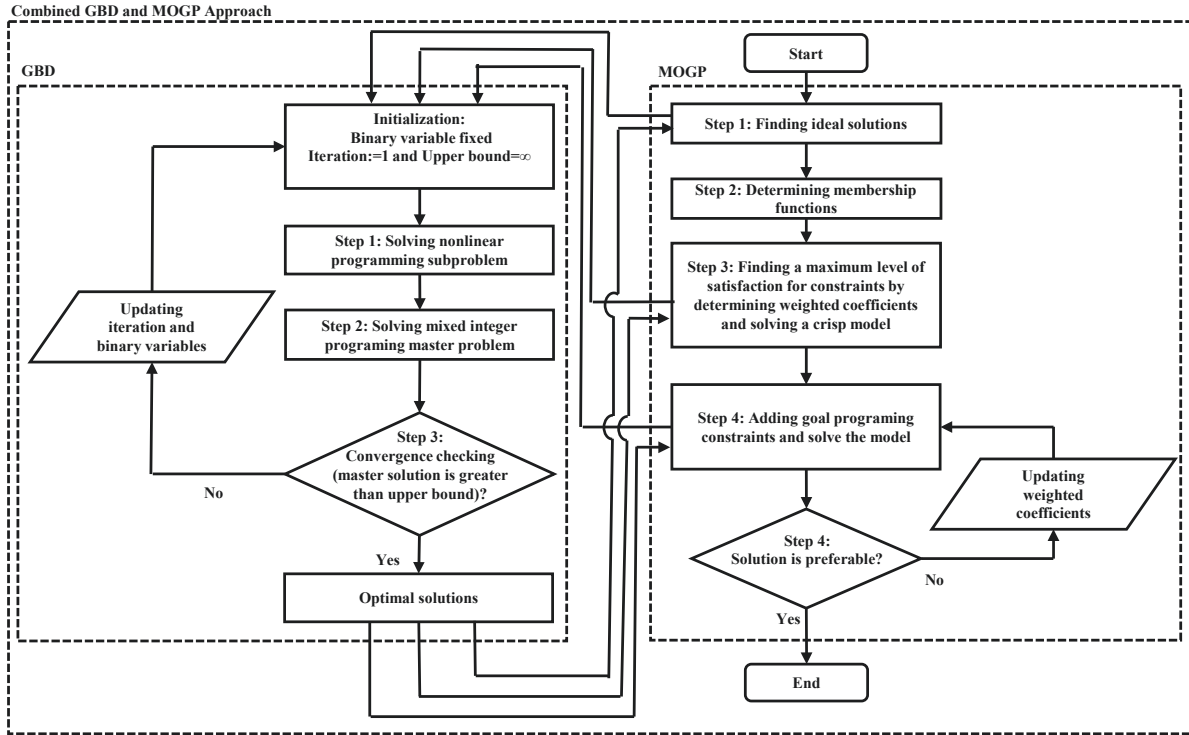 Combined GBD and MOGP Approach
GBD
Initialization:
Binary variable fixed
Iteration:=1 and Upper bound=∞
Step 1: Solving nonlinear
programming subproblem
Step 2: Solving mixed integer
programing master problem
Updating
iteration and
binary variables
Step 3:
Convergence checking
(master solution is greater
than upper bound)?
No
Yes
Optimal solutions
Start
MOGP
Step 1: Finding ideal solutions
Step 2: Determining membership
functions
Step 3: Finding a maximum level of
satisfaction for constraints by
determining weighted coefficients
and solving a crisp model
Step 4: Adding goal programing
constraints and solve the model
Updating
weighted
coefficients
Step 4:
Solution is preferable?
No
Yes
End